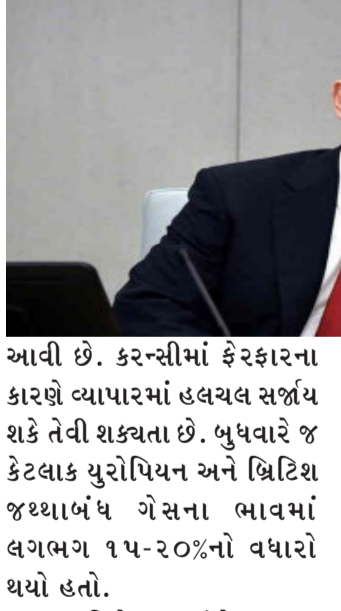 આવી છે. કરન્સીમાં ફેરફારના
કારણે વ્યાપારમાં હલચલ સર્જાય
શકે તેવી શક્યતા છે. બુધવારે જ
કેટલાક યુરોપિયન અને બ્રિટિશ
જથ્થાબંધ ગેસના ભાવમાં
લગભગ ૧૫-૨૦%નો વધારો
થયો હતો.